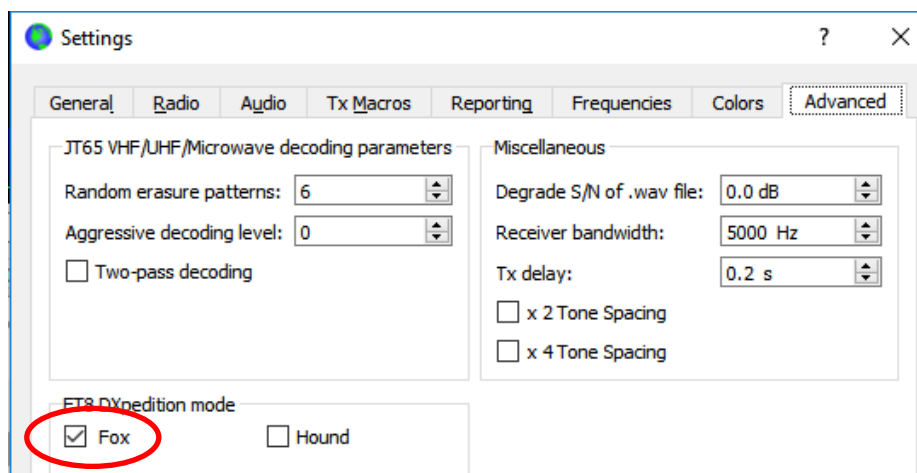 Settings
?
General Radio Audio Tx Macros Reporting Frequencies Colors Advanced
JT65 VHF/UHF/Microwave decoding parameters
Random erasure patterns: 6
Aggressive decoding level: 0
Two-pass decoding
Miscellaneous
Degrade S/N of .wav file: 0.0 dB
Receiver bandwidth: 5000 Hz
Tx delay: 0.2 s
x 2 Tone Spacing
x 4 Tone Spacing
FT8 DXpedition mode
Fox Hound